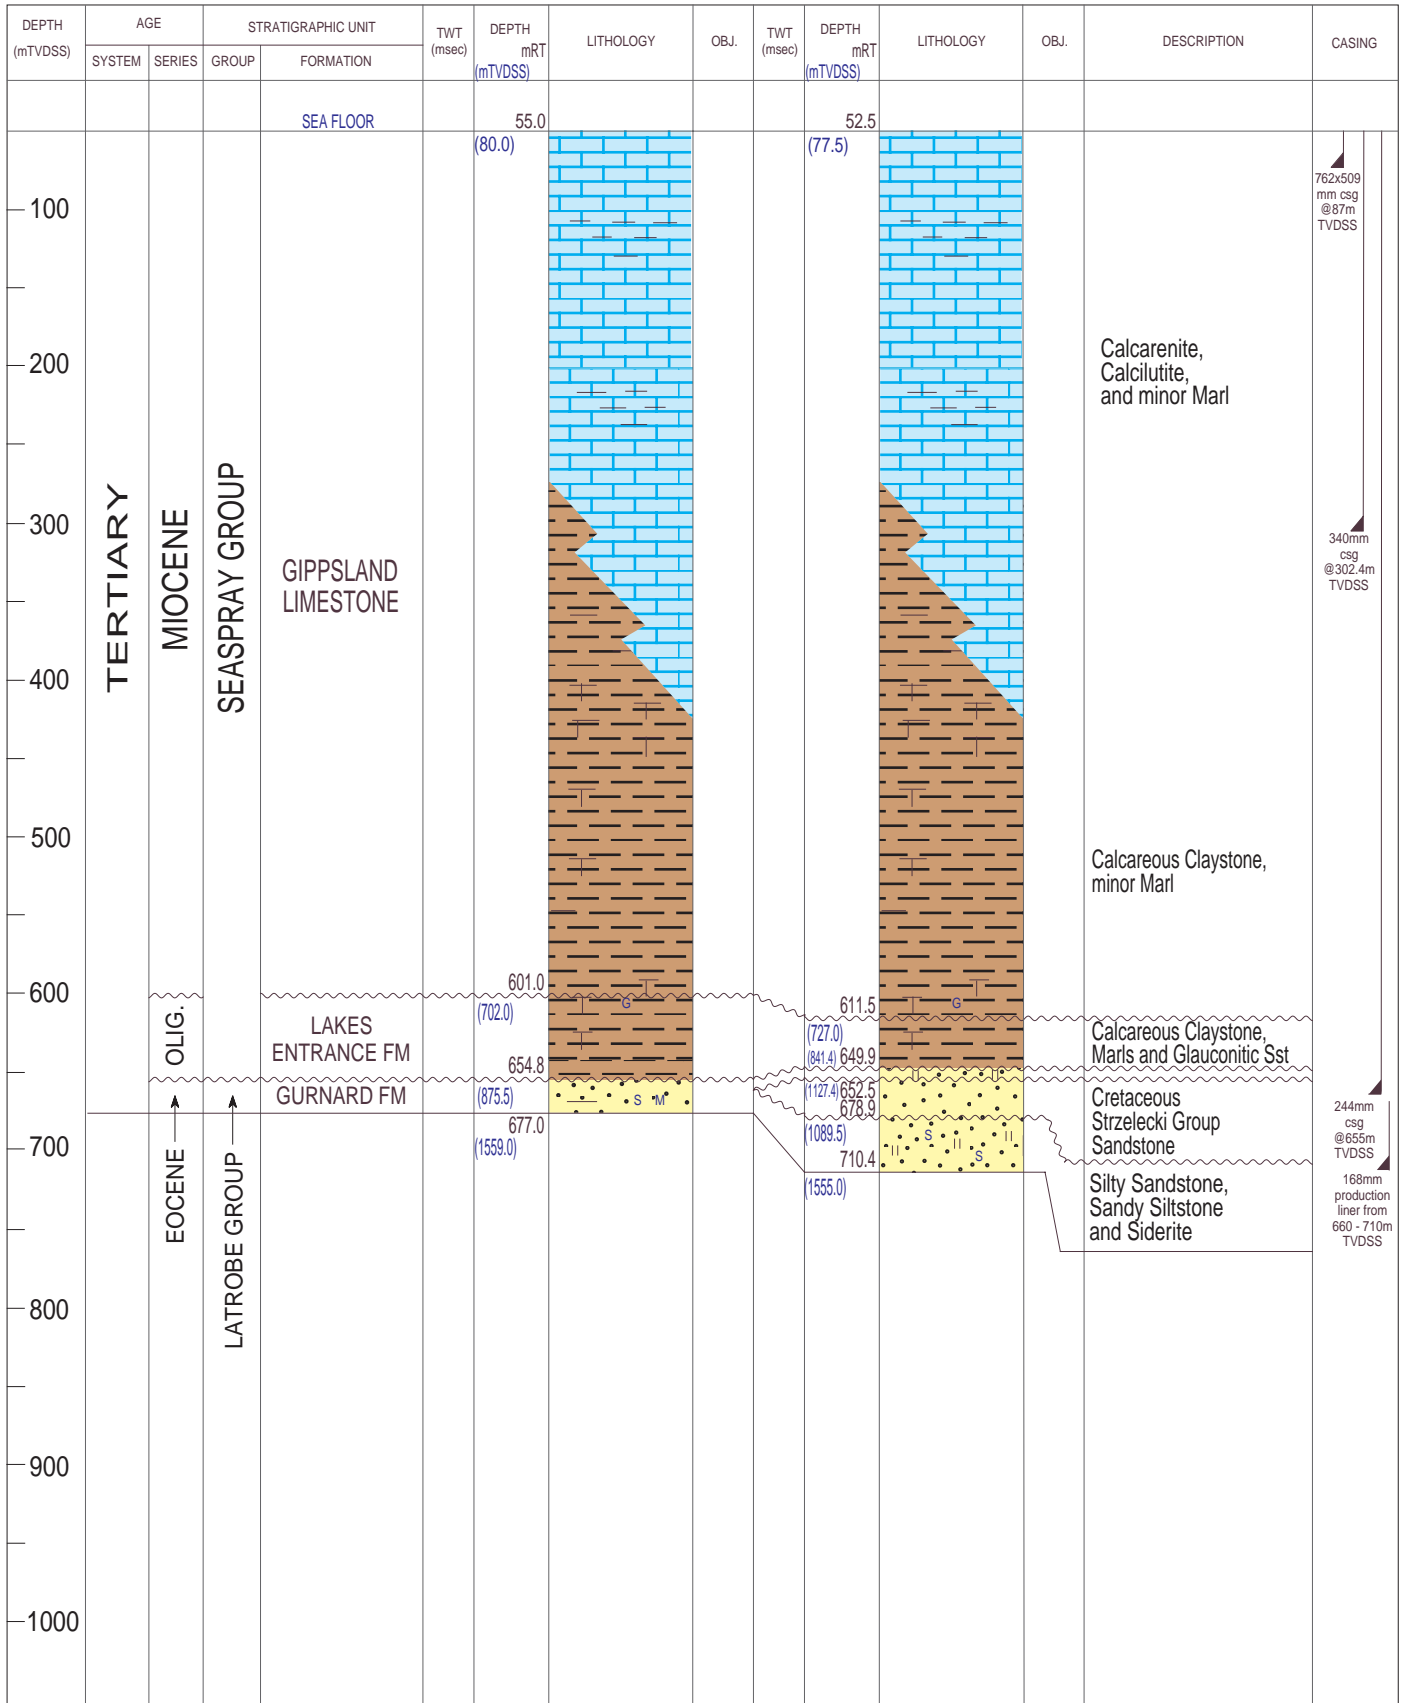 DEPTH
(mTVDSS)
AGE
SYSTEM
SERIES
STRATIGRAPHIC UNIT
GROUP
FORMATION
TWT
(msec)
DEPTH
mRT
(mTVDSS)
LITHOLOGY
OBJ.
TWT
(msec)
DEPTH
mRT
(mTVDSS)
LITHOLOGY
OBJ.
DESCRIPTION
CASING
SEA FLOOR
55.0
(80.0)
52.5
(77.5)
762x509
mm csg
@87m
TVDSS
100
200
300
400
500
600
700
800
900
1000
TERTIARY
MIOCENE
SEASPRAY GROUP
GIPPSLAND
LIMESTONE
Calcarenite,
Calcilutite,
and minor Marl
340mm
csg
@302.4m
TVDSS
Calcareous Claystone,
minor Marl
601.0
(702.0)
G
611.5
(727.0)
G
OLIG.
LAKES
ENTRANCE FM
Calcareous Claystone,
Marls and Glauconitic Sst
654.8
(875.5)
(841.4) 649.9
(1127.4) 652.5
678.9
(1089.5)
GURNARD FM
S M
677.0
(1559.0)
S
S
710.4
(1555.0)
Cretaceous
Strzelecki Group
Sandstone
Silty Sandstone,
Sandy Siltstone
and Siderite
EOCENE
LATROBE GROUP
244mm
csg
@655m
TVDSS
168mm
production
liner from
660 - 710m
TVDSS